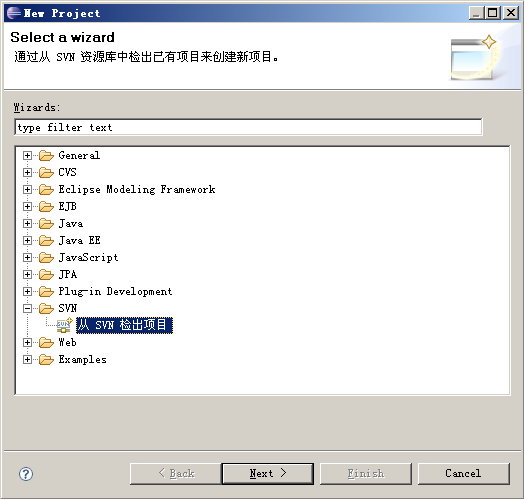 New Project
Select a wizard
通过从 SVN 资源库中检出已有项目来创建新项目。
Wizards:
type filter text
General
CVS
Eclipse Modeling Framework
EJB
Java
Java EE
JavaScript
JPA
Plug-in Development
SVN
从 SVN 检出项目
Web
Examples
? < Back Next > Finish Cancel